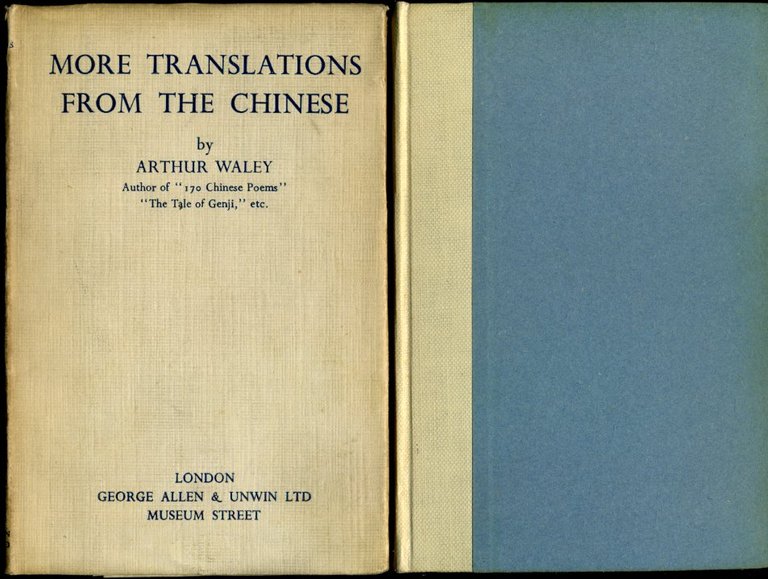 MORE TRANSLATIONS
FROM THE CHINESE
by
ARTHUR WALEY
Author of "170 Chinese Poems"
"The Tale of Genji," etc.
LONDON
GEORGE ALLEN & UNWIN LTD
MUSEUM STREET